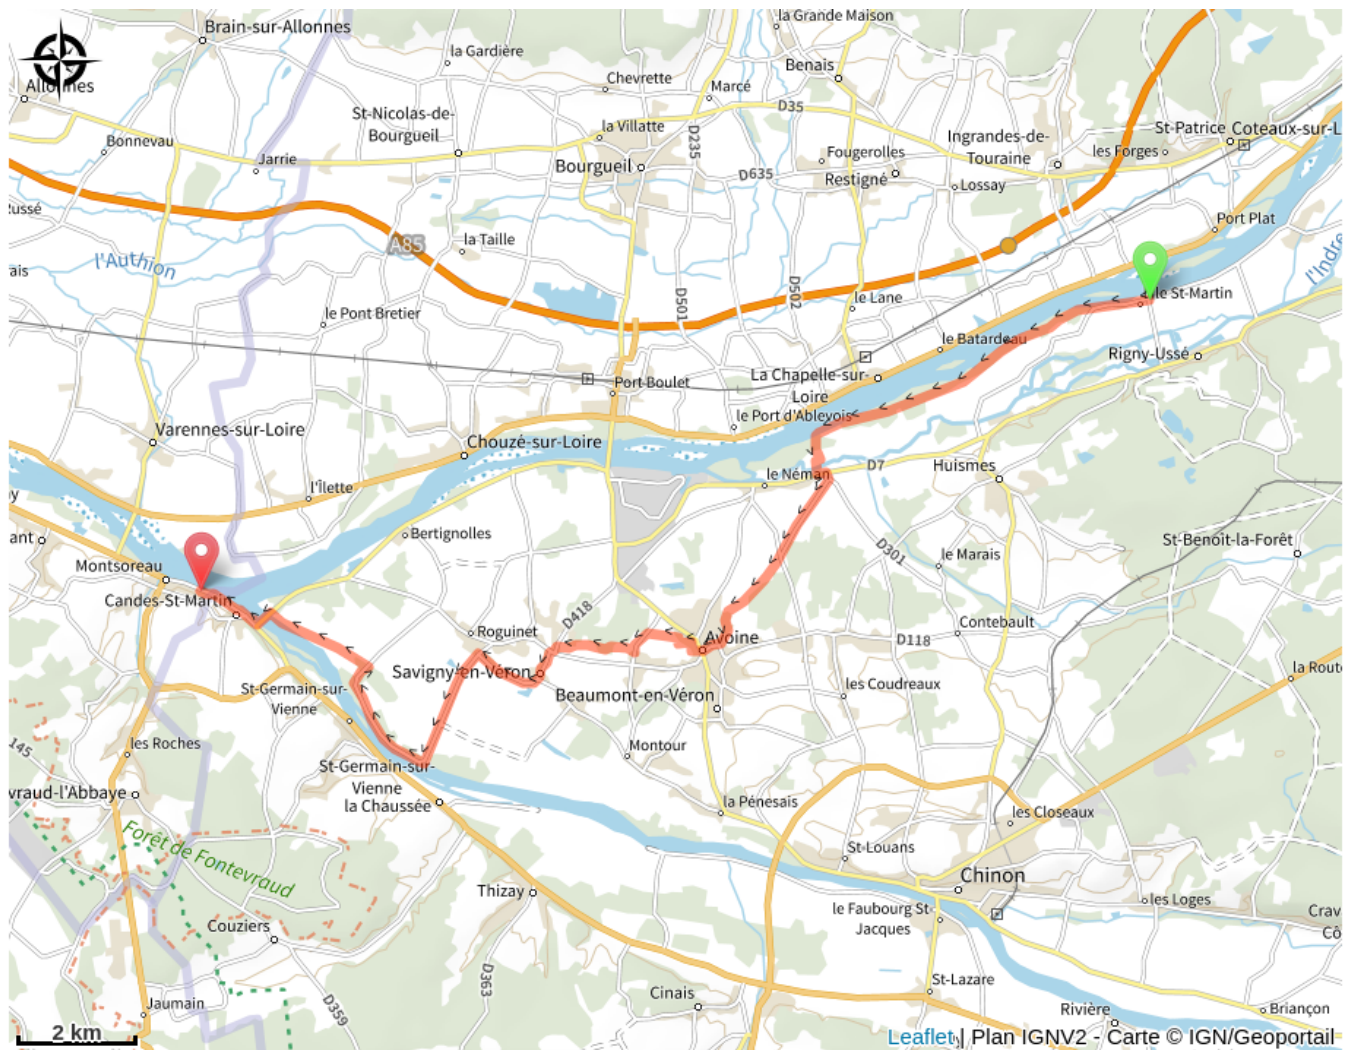 la Grande Maison
Brain-sur-Allonnes
la Gardière
Benais
Chevrette
Marcé
Allonnes
D35
St-Nicolas-de-
Bourgueil
la Villatte
D235
Ingrandes-de-
Touraine
St-Patrice
Coteaux-sur-L
Bonnevau
Jarrie
Bourgueil
Fougerolles
les Forges
D635
Restigné
Lossay
ussé
Port Plat
A85
la Taille
l'Authion
ais
l'Indre
D501
D502
le Lane
le St-Martin
le Pont Bretier
le Batardeau
Rigny-Ussé
Port Boulet
La Chapelle-sur-
Loire
le Port d'Ablevois
Varennes-sur-Loire
Chouzé-sur-Loire
le Néman
D7
Huismes
l'Ilette
Bertignolles
ant
D301
le Marais
St-Benoît-la-Forêt
Montsoreau
Candes-St-Martin
D418
Roguinet
Avoine
D118
Contebault
Savigny-en-Véron
la Rout
St-Germain-sur-
Vienne
Beaumont-en-Véron
les Coudreaux
145
les Roches
Montour
St-Germain-sur-
Vienne
la Chaussée
vraud-l'Abbaye
la Pénesais
les Closeaux
Forêt de Fontevraud
St-Louans
Chinon
Thizay
les Loges
le Faubourg St-
Jacques
Crav
Cô
Couziers
D363
St-Lazare
D359
Cinais
Jaumain
Rivière
Briançon
2 km
Leaflet | Plan IGNV2 - Carte © IGN/Geoportail